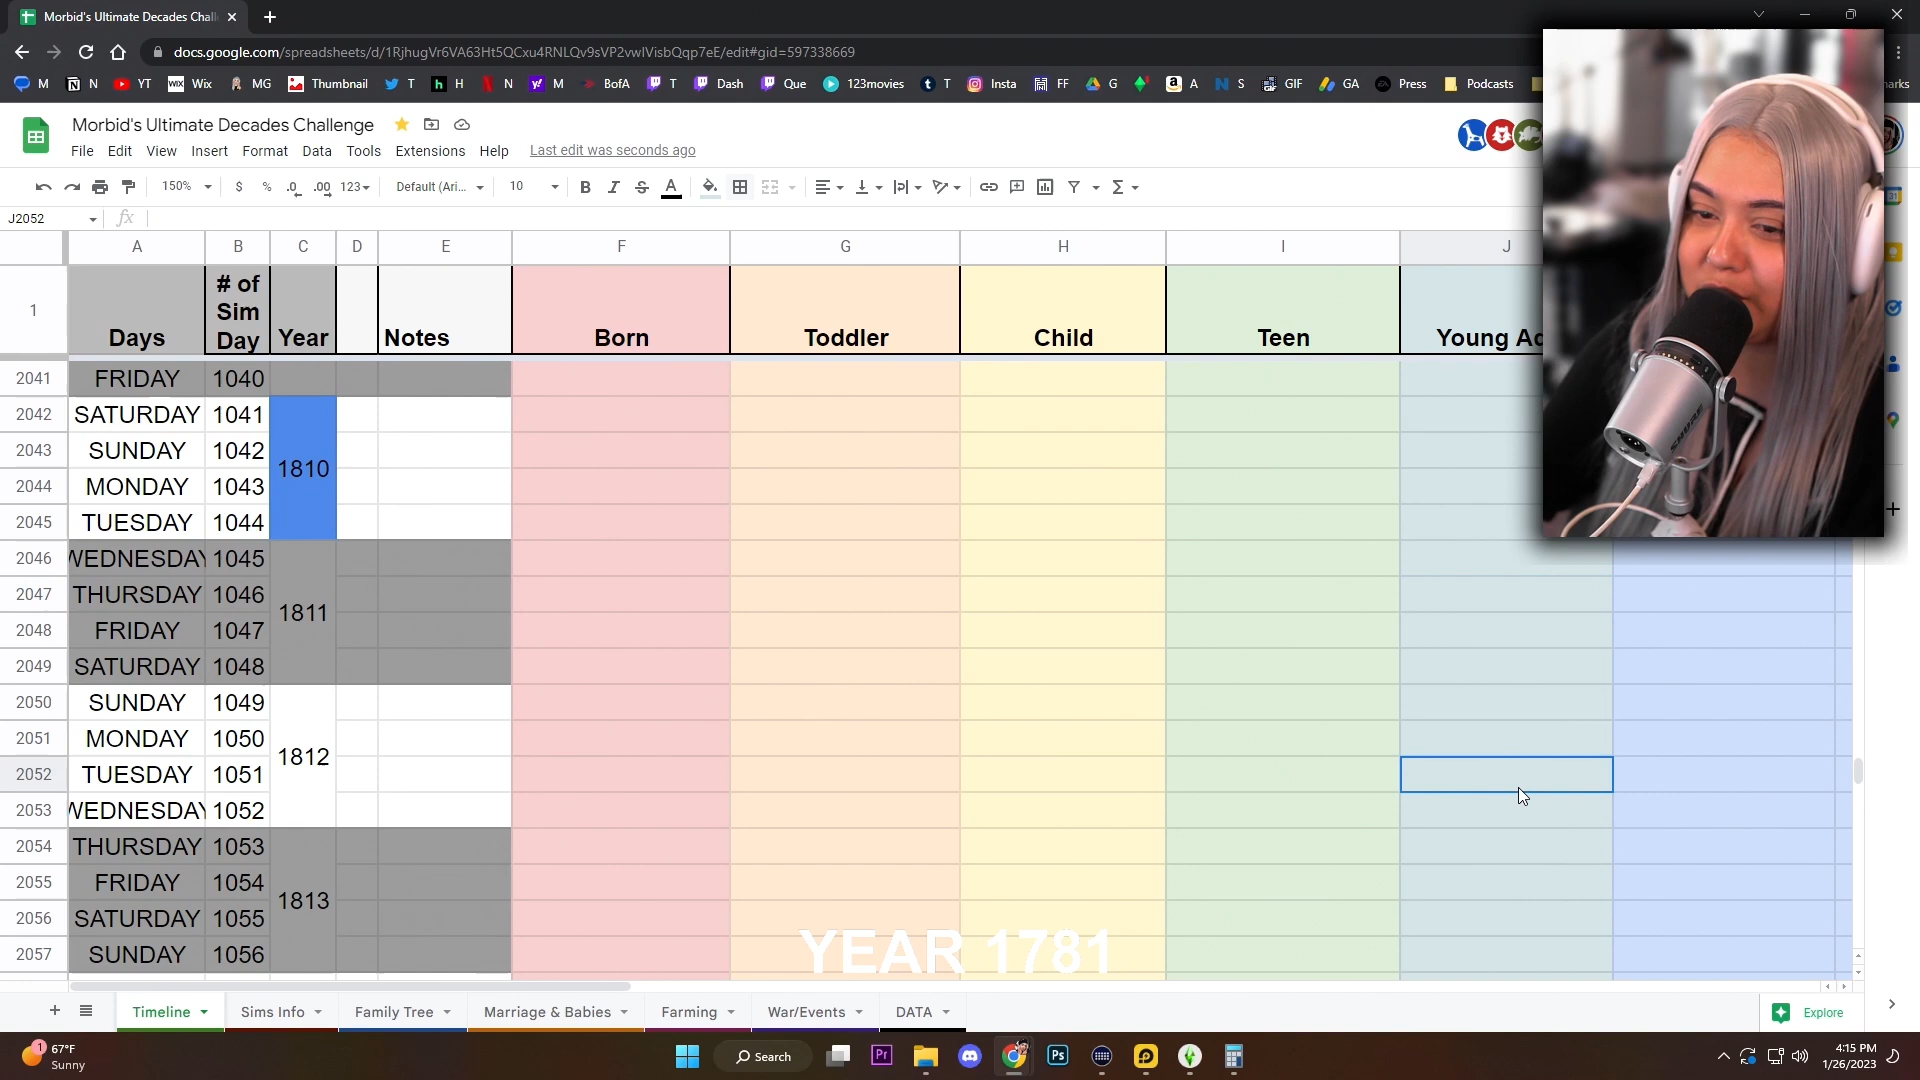 Morbid's Ultimate Decades Chall
docs.google.com/spreadsheets/d/1RjhugVr6VA63Ht5QCxu4RNLQv9sVP2vwIVisbQqp7eE/edit#gid=597338669
M N YT Wix MG Thumbnail T H N M BofA T Dash Que 123movies T Insta FF G A S GIF GA Press Podcasts
Morbid's Ultimate Decades Challenge
File Edit View Insert Format Data Tools Extensions Help Last edit was seconds ago
150% $ % .0 .00 123 Default (Ari... 10 B I S A
J2052 fx
A B C D E F G H I J
1 Days # of Sim Day Year Notes Born Toddler Child Teen Young Ad
2041 FRIDAY 1040
2042 SATURDAY 1041
2043 SUNDAY 1042
1810
2044 MONDAY 1043
2045 TUESDAY 1044
2046 WEDNESDAY 1045
2047 THURSDAY 1046
1811
2048 FRIDAY 1047
2049 SATURDAY 1048
2050 SUNDAY 1049
2051 MONDAY 1050
1812
2052 TUESDAY 1051
2053 WEDNESDAY 1052
2054 THURSDAY 1053
2055 FRIDAY 1054
1813
2056 SATURDAY 1055
2057 SUNDAY 1056
YEAR 1781
Timeline Sims Info Family Tree Marriage & Babies Farming War/Events DATA Explore
1 67°F
Sunny
Search
Pr Ps
4:15 PM
1/26/2023